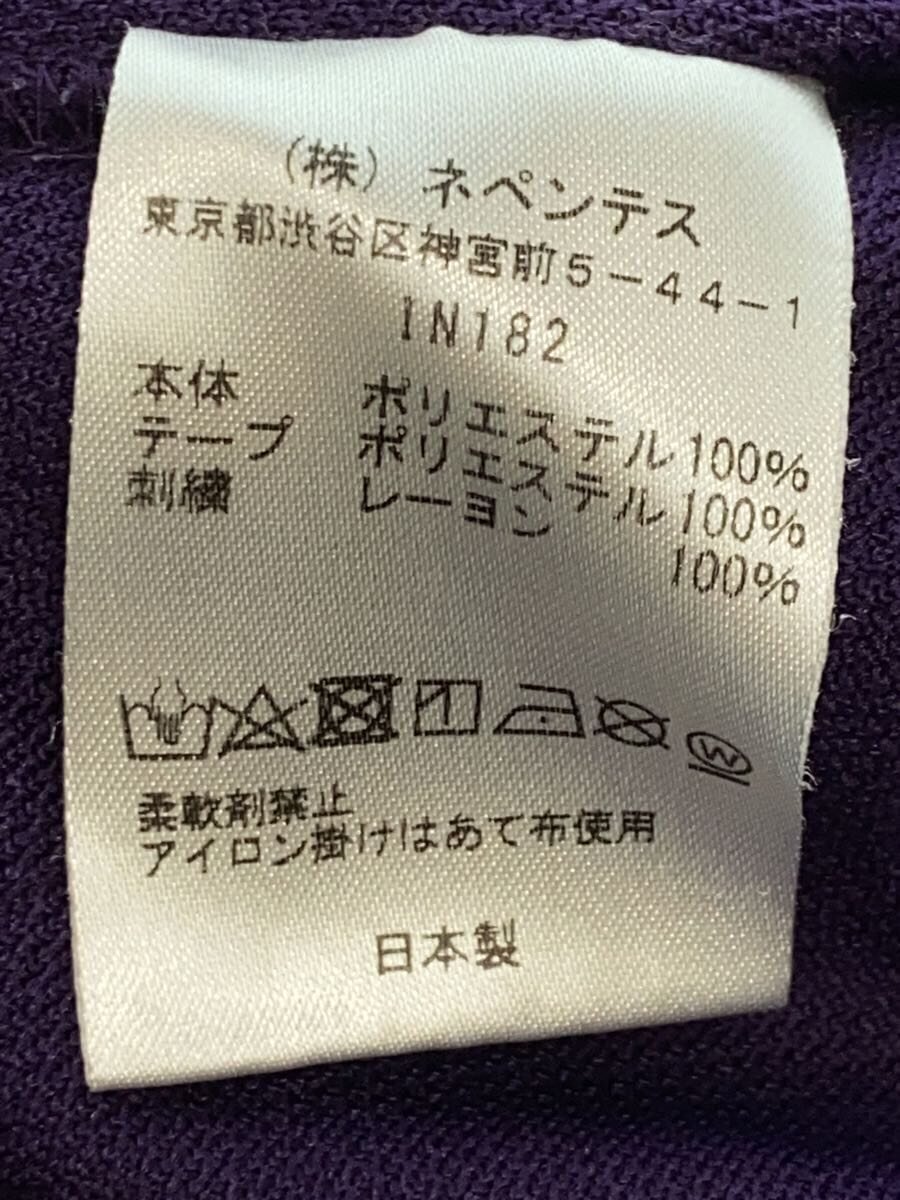 （株）ネペンテス
東京都渋谷区神宮前５－４４－１
IN182
本体 ポリエステル100%
テープ ポリエステル100%
刺繍 レーヨン 100%
W
柔軟剤禁止
アイロン掛けはあて布使用
日本製